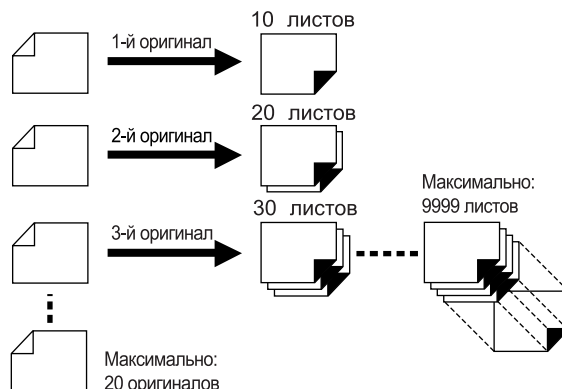 10 листов
1-й оригинал
20 листов
2-й оригинал
Максимально:
9999 листов
30 листов
3-й оригинал
Максимально:
20 оригиналов